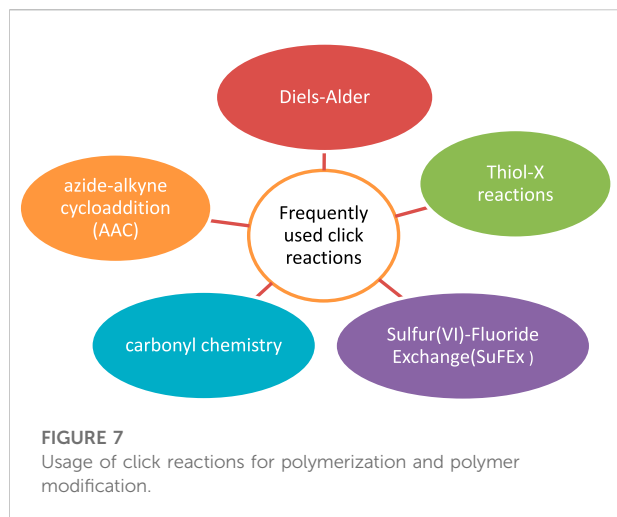 Diels-Alder
Thiol-X
reactions
azide-alkyne
cycloaddition
(AAC)
Frequently
used click
reactions
carbonyl chemistry
Sulfur(VI)-Fluoride
Exchange(SuFEx )
FIGURE 7
Usage of click reactions for polymerization and polymer
modification.